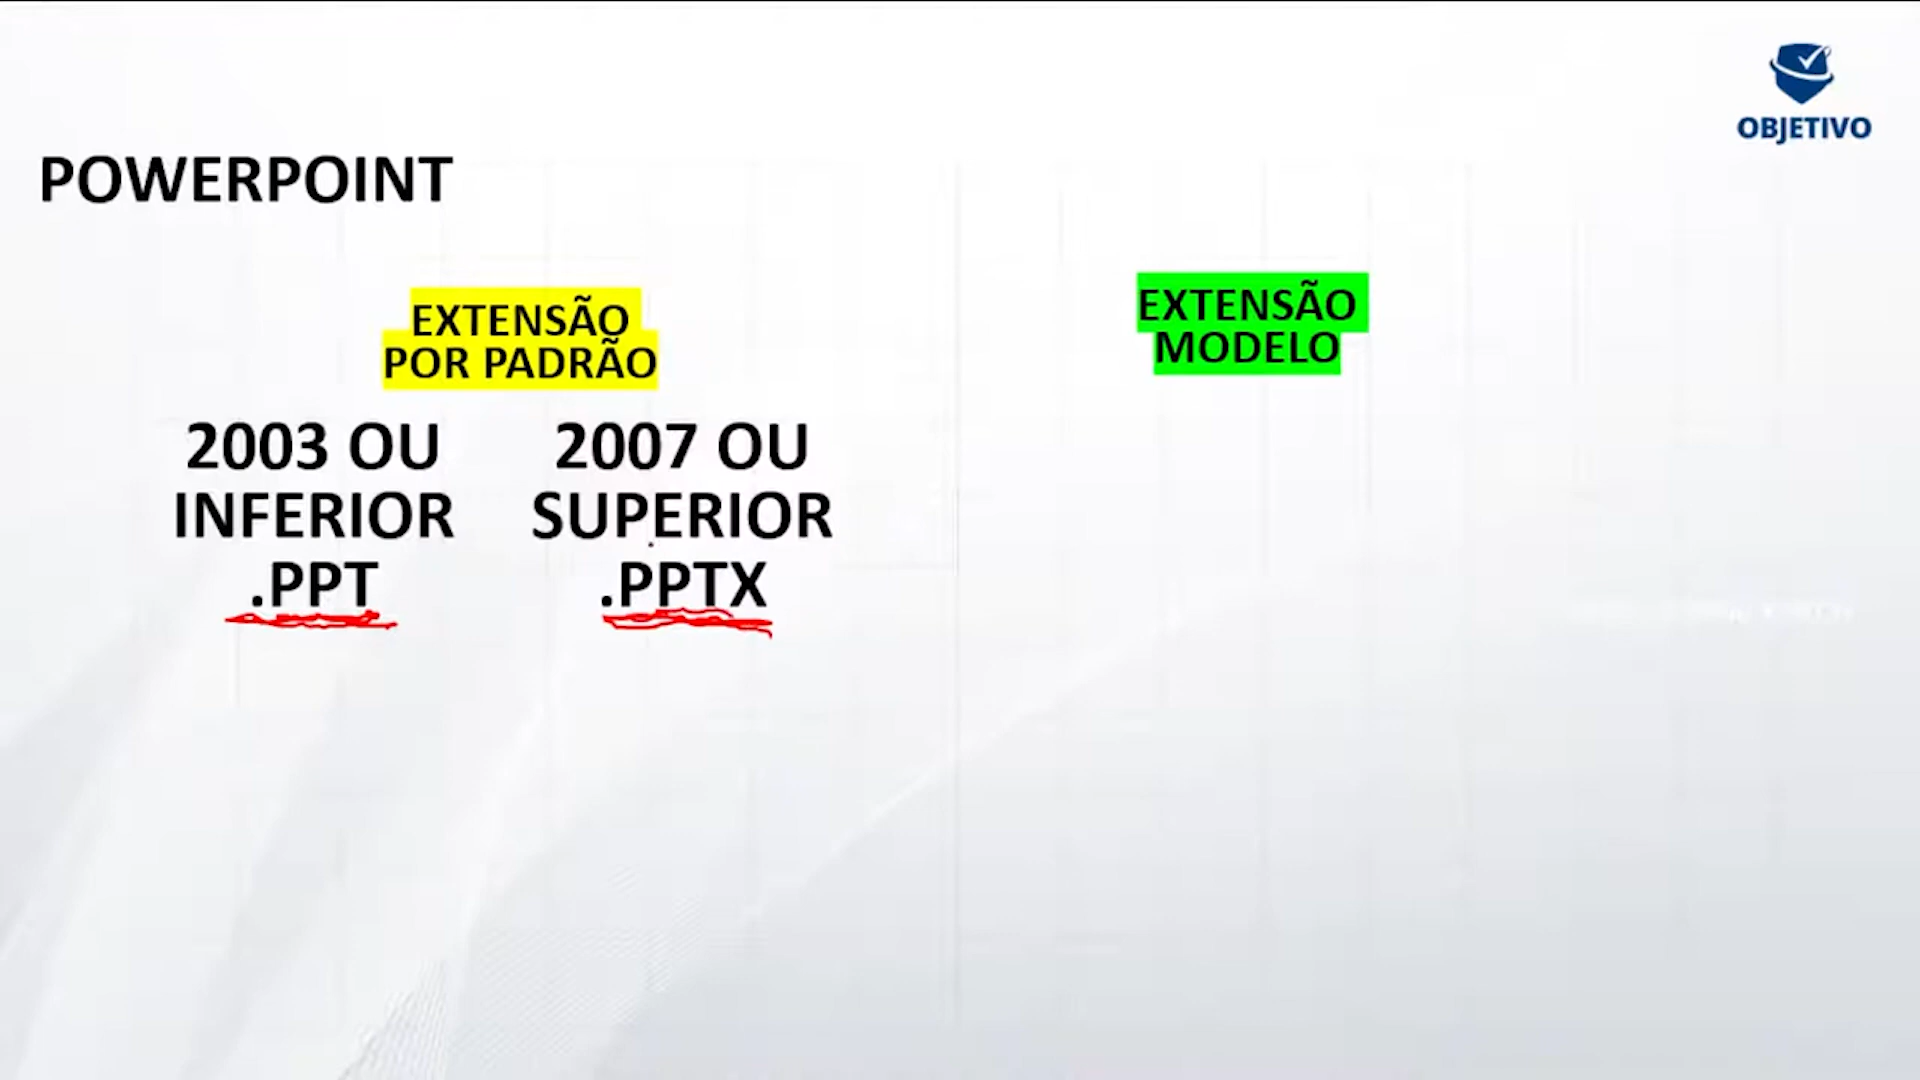 OBJETIVO
POWERPOINT
EXTENSÃO
POR PADRÃO
EXTENSÃO
MODELO
2003 OU
INFERIOR
.PPT
2007 OU
SUPERIOR
.PPTX